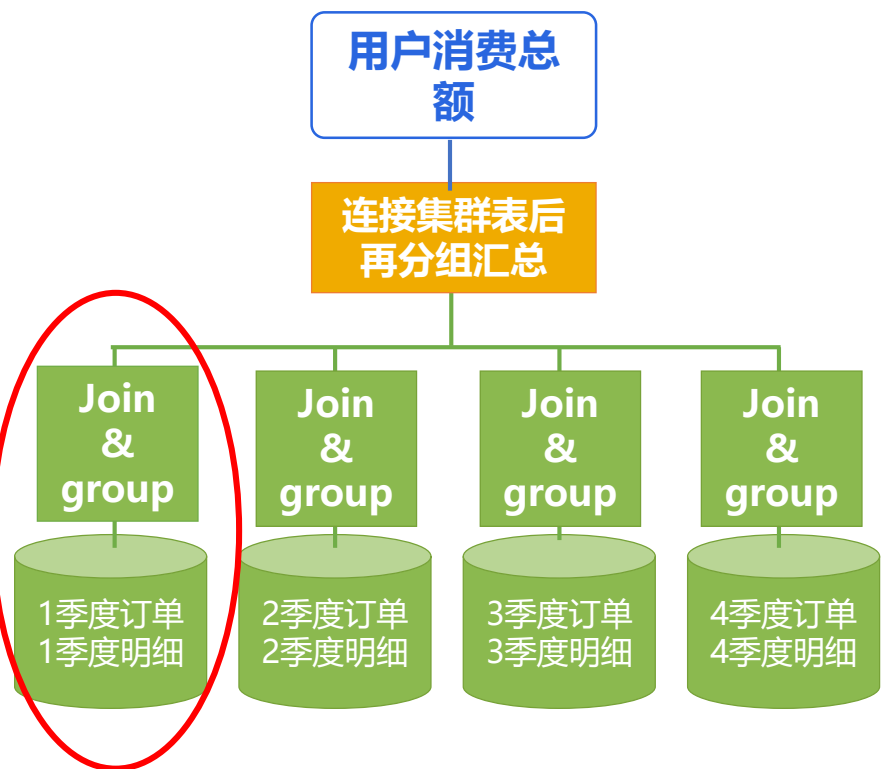 用户消费总
额
连接集群表后
再分组汇总
Join
&
group
Join
&
group
Join
&
group
Join
&
group
1季度订单
1季度明细
2季度订单
2季度明细
3季度订单
3季度明细
4季度订单
4季度明细